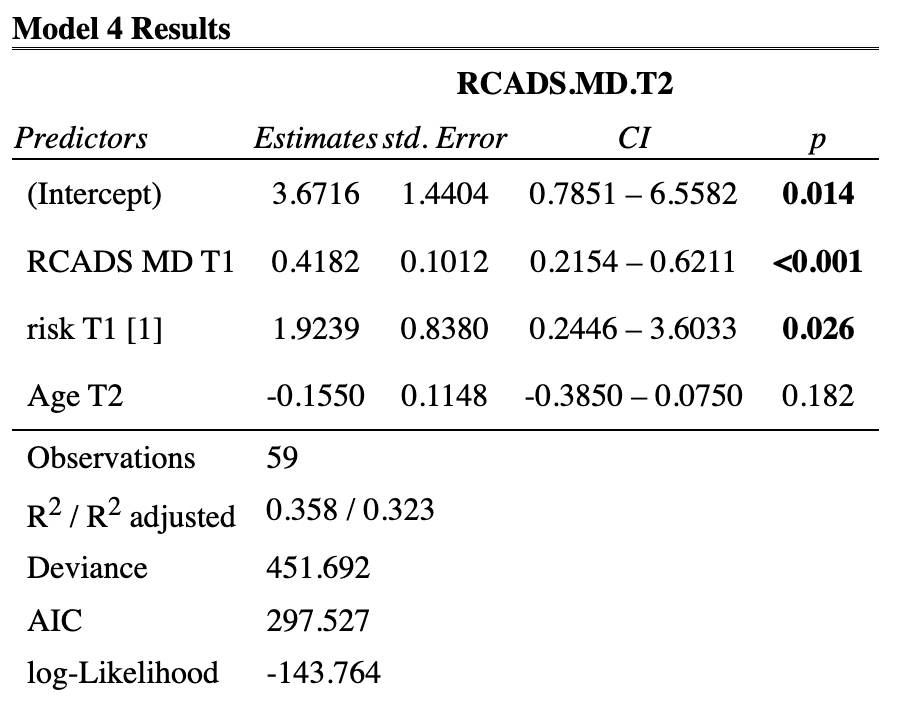 Model 4 Results
RCADS.MD.T2
Predictors Estimates std. Error CI p
(Intercept) 3.6716 1.4404 0.7851 – 6.5582 0.014
RCADS MD T1 0.4182 0.1012 0.2154 – 0.6211 <0.001
risk T1 [1] 1.9239 0.8380 0.2446 – 3.6033 0.026
Age T2 -0.1550 0.1148 -0.3850 – 0.0750 0.182
Observations 59
R² / R² adjusted 0.358 / 0.323
Deviance 451.692
AIC 297.527
log-Likelihood -143.764